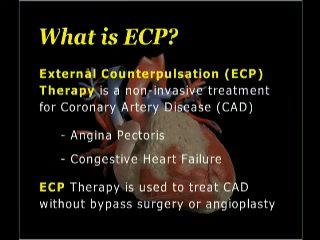 What is ECP?
External Counterpulsation (ECP)
Therapy is a non-invasive treatment
for Coronary Artery Disease (CAD)
- Angina Pectoris
- Congestive Heart Failure
ECP Therapy is used to treat CAD
without bypass surgery or angioplasty